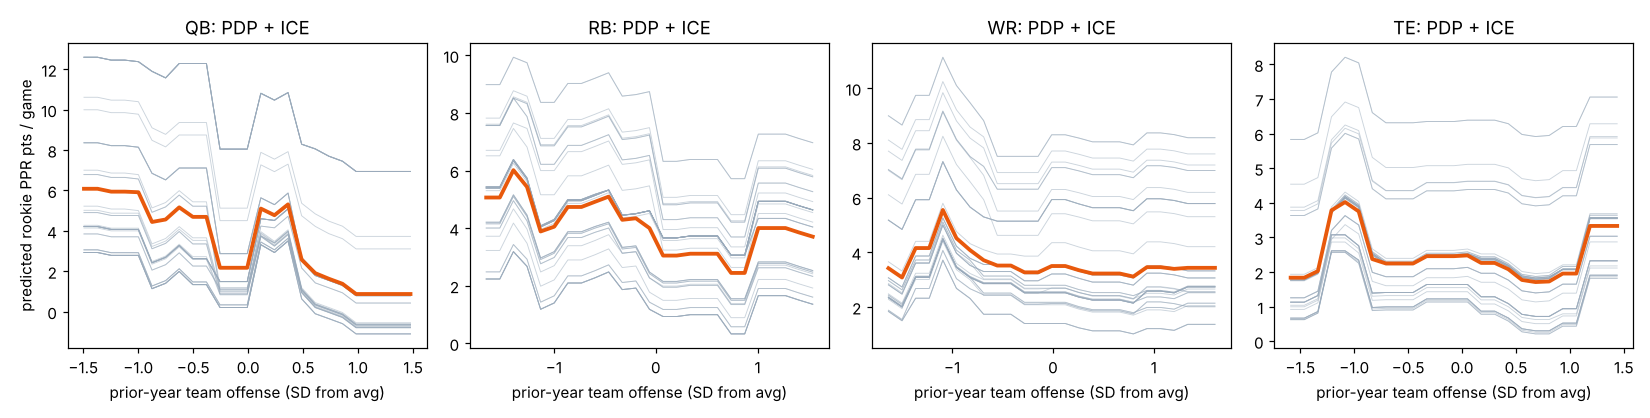 QB: PDP + ICE
RB: PDP + ICE
WR: PDP + ICE
TE: PDP + ICE
predicted rookie PPR pts / game
12
10
8
6
4
2
0
−1.5 −1.0 −0.5 0.0 0.5 1.0 1.5
prior-year team offense (SD from avg)
10
8
6
4
2
0
−1 0 1
prior-year team offense (SD from avg)
10
8
6
4
2
−1 0 1
prior-year team offense (SD from avg)
8
7
6
5
4
3
2
1
0
−1.5 −1.0 −0.5 0.0 0.5 1.0 1.5
prior-year team offense (SD from avg)